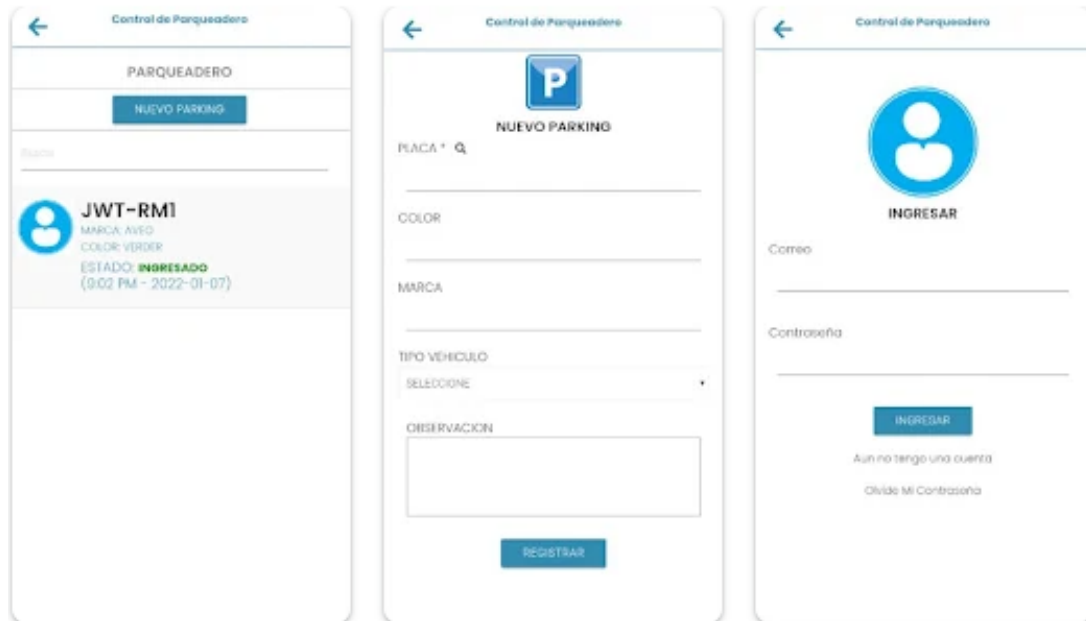 Control de Parqueadero
PARQUEADERO
NUEVO PARKING
Busca
JWT-RM1
MARCA: AVEO
COLOR: VERDER
ESTADO: INGRESADO
(9:02 PM - 2022-01-07)
Control de Parqueadero
P
NUEVO PARKING
PLACA *
COLOR
MARCA
TIPO VEHICULO
SELECCIONE
OBSERVACION
REGISTRAR
Control de Parqueadero
INGRESAR
Correo
Contraseña
INGRESAR
Aun no tengo una cuenta
Olvide Mi Contraseña